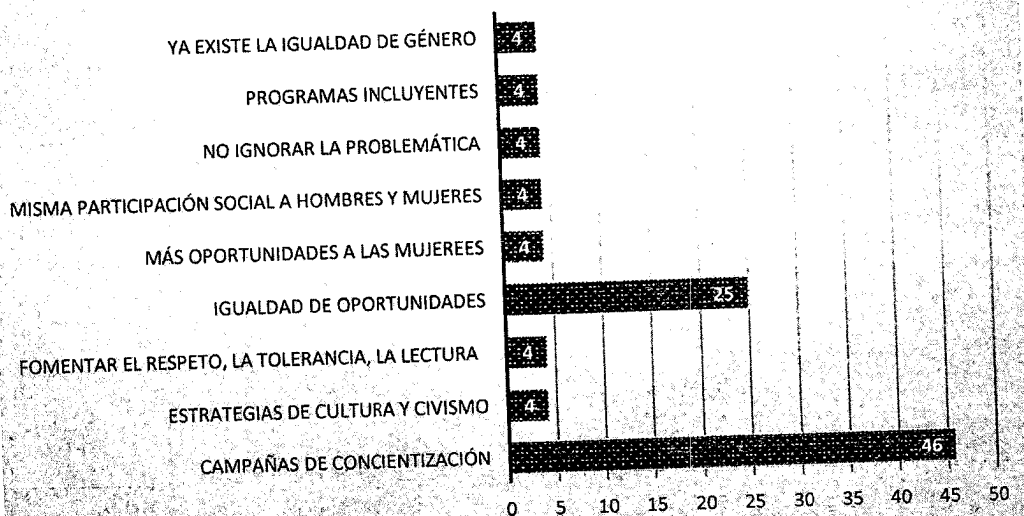 YA EXISTE LA IGUALDAD DE GÉNERO 4
PROGRAMAS INCLUYENTES 4
NO IGNORAR LA PROBLEMÁTICA 4
MISMA PARTICIPACIÓN SOCIAL A HOMBRES Y MUJERES 4
MÁS OPORTUNIDADES A LAS MUJEREES 4
IGUALDAD DE OPORTUNIDADES 25
FOMENTAR EL RESPETO, LA TOLERANCIA, LA LECTURA 4
ESTRATEGIAS DE CULTURA Y CIVISMO 4
CAMPAÑAS DE CONCIENTIZACIÓN 46
0 5 10 15 20 25 30 35 40 45 50